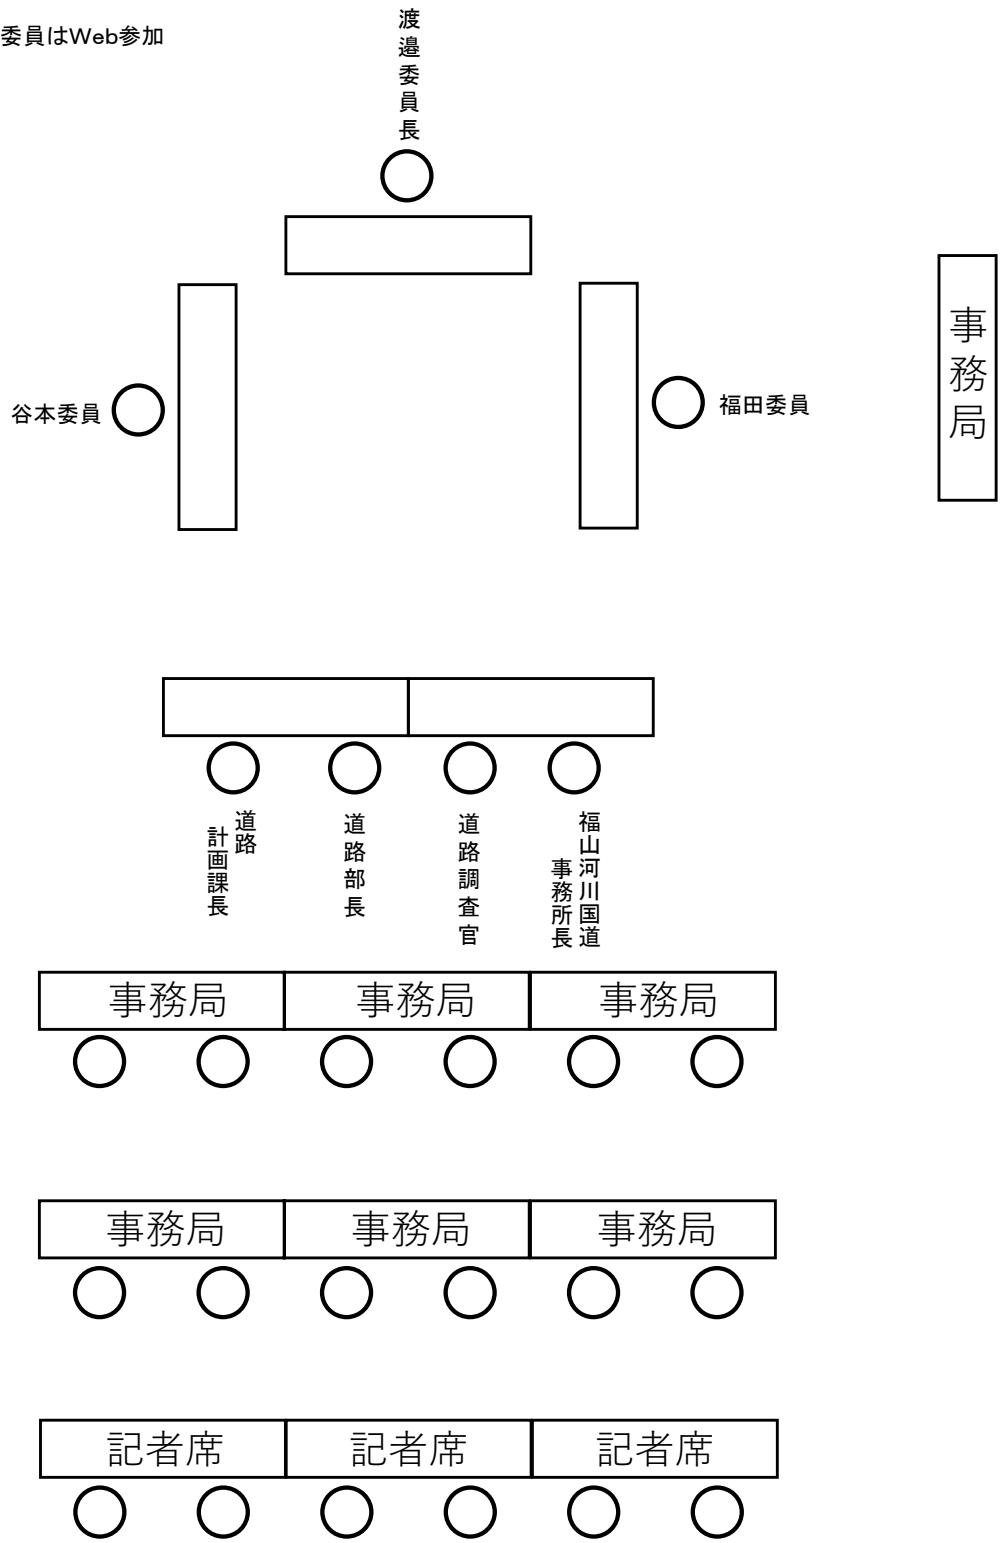 委員はWeb参加
渡邉委員長
谷本委員
福田委員
事務局
道路
計画課長
道路部長
道路調査官
福山河川国道
事務所長
事務局
事務局
事務局
事務局
事務局
事務局
記者席
記者席
記者席